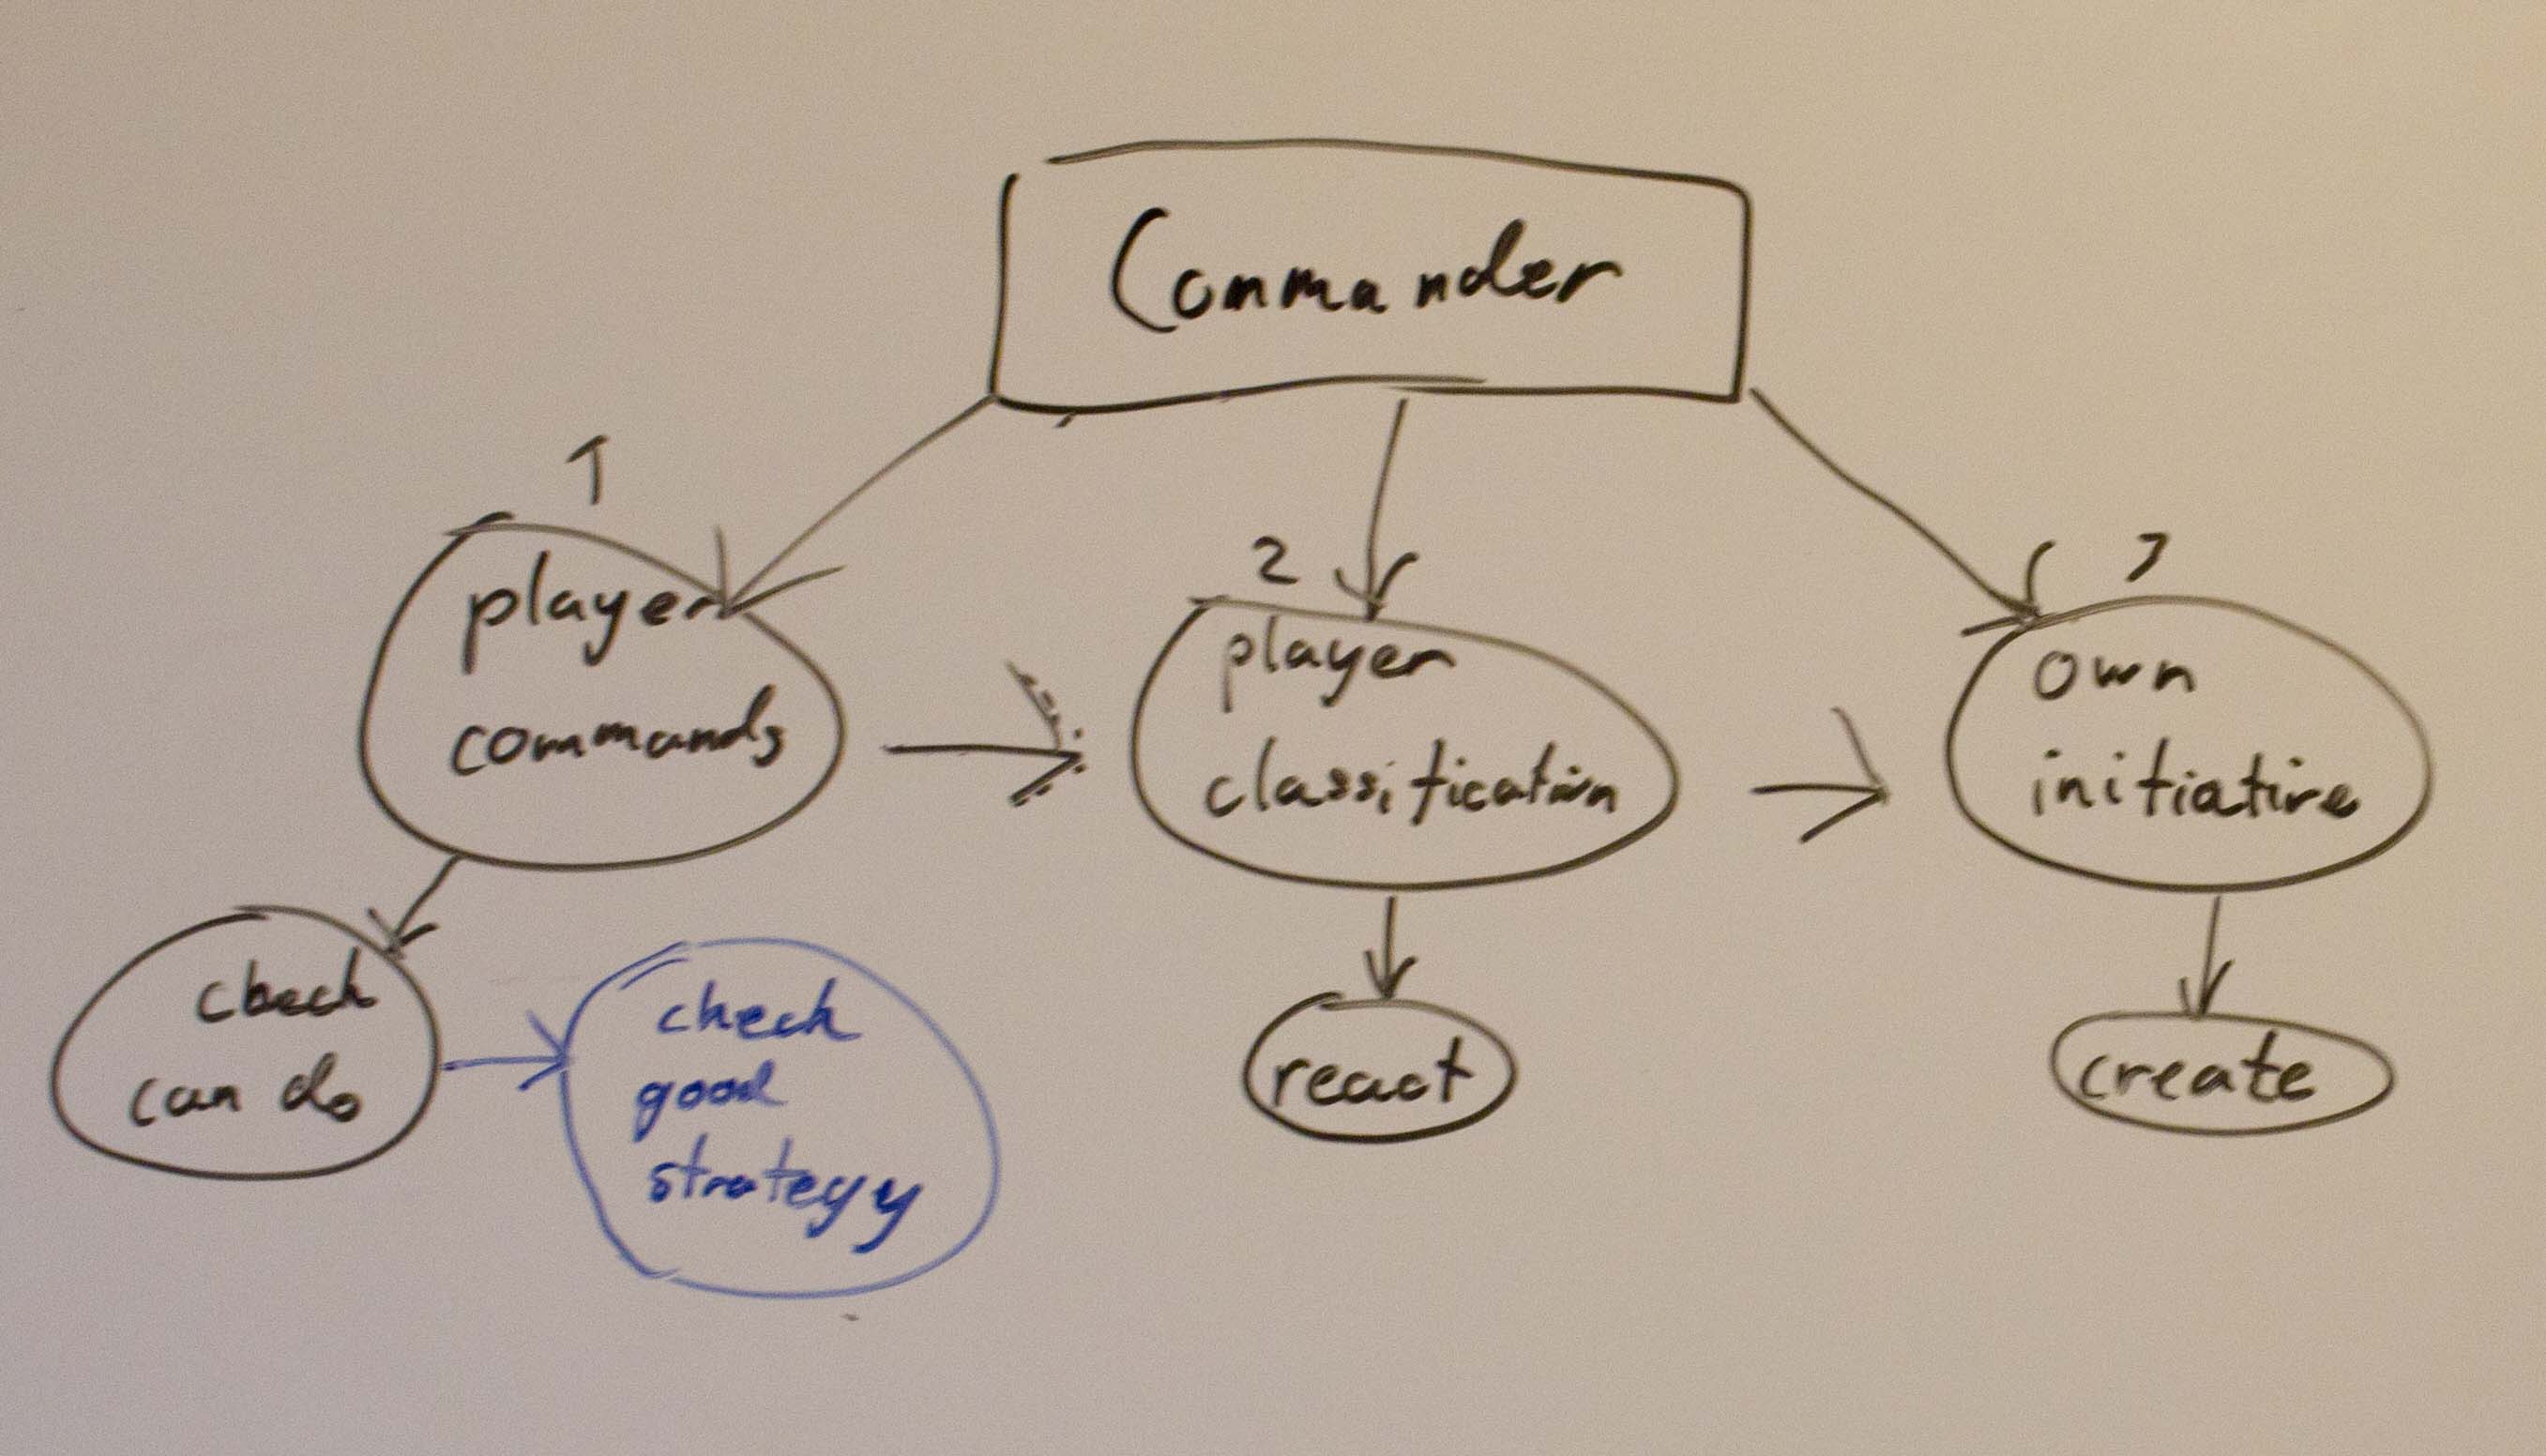 Commander
1
player
commands
2
player
classification
3
own
initiative
check
can do
check
good
strategy
react
create